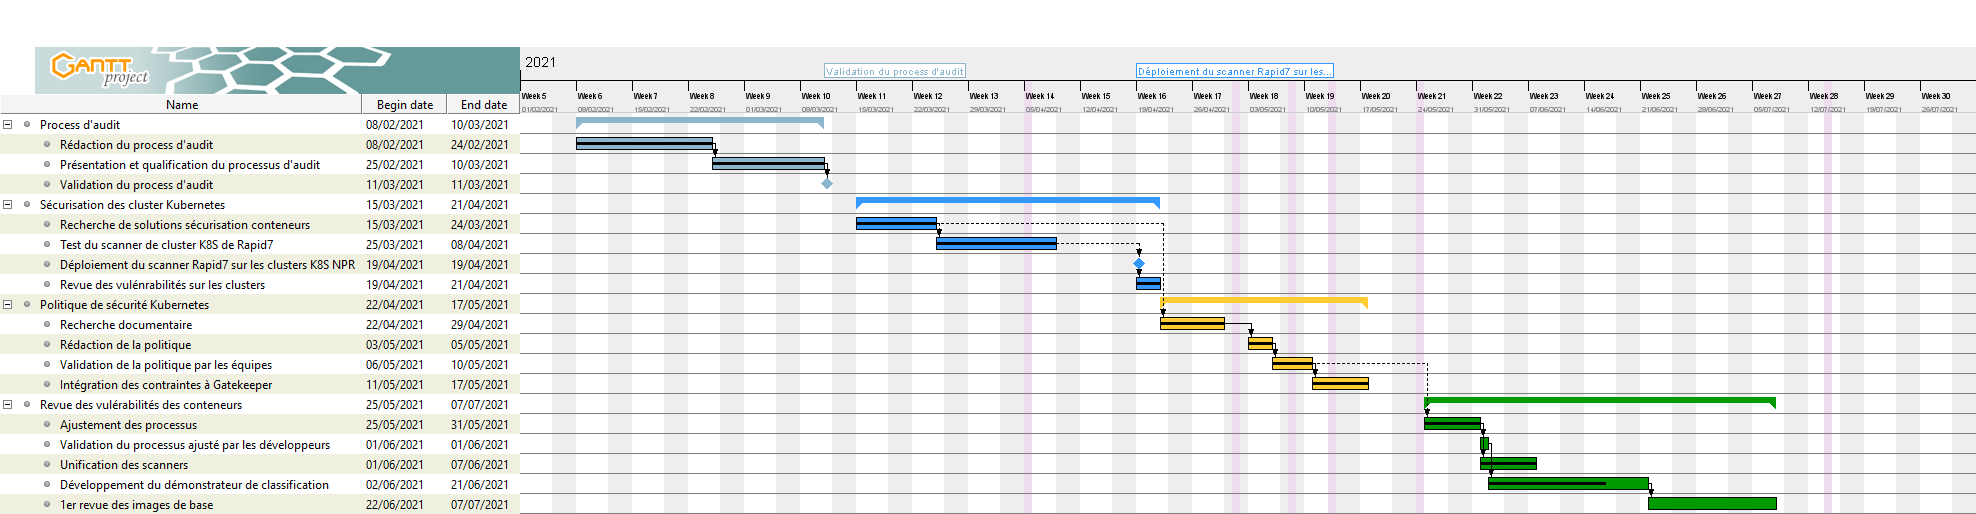 GANTT
project
2021
Validation du process d'audit
Déploiement du scanner Rapid7 sur les...
Name Begin date End date
Week 5 Week 6 Week 7 Week 8 Week 9 Week 10 Week 11 Week 12 Week 13 Week 14 Week 15 Week 16 Week 17 Week 18 Week 19 Week 20 Week 21 Week 22 Week 23 Week 24 Week 25 Week 26 Week 27 Week 28 Week 29 Week 30
01/02/2021 08/02/2021 15/02/2021 22/02/2021 01/03/2021 08/03/2021 15/03/2021 22/03/2021 29/03/2021 05/04/2021 12/04/2021 19/04/2021 26/04/2021 03/05/2021 10/05/2021 17/05/2021 24/05/2021 31/05/2021 07/06/2021 14/06/2021 21/06/2021 28/06/2021 05/07/2021 12/07/2021 19/07/2021 26/07/2021
Process d'audit 08/02/2021 10/03/2021
Rédaction du process d'audit 08/02/2021 24/02/2021
Présentation et qualification du processus d'audit 25/02/2021 10/03/2021
Validation du process d'audit 11/03/2021 11/03/2021
Sécurisation des cluster Kubernetes 15/03/2021 21/04/2021
Recherche de solutions sécurisation conteneurs 15/03/2021 24/03/2021
Test du scanner de cluster K8S de Rapid7 25/03/2021 08/04/2021
Déploiement du scanner Rapid7 sur les clusters K8S NPR 19/04/2021 19/04/2021
Revue des vulénrabilités sur les clusters 19/04/2021 21/04/2021
Politique de sécurité Kubernetes 22/04/2021 17/05/2021
Recherche documentaire 22/04/2021 29/04/2021
Rédaction de la politique 03/05/2021 05/05/2021
Validation de la politique par les équipes 06/05/2021 10/05/2021
Intégration des contraintes à Gatekeeper 11/05/2021 17/05/2021
Revue des vulérabilités des conteneurs 25/05/2021 07/07/2021
Ajustement des processus 25/05/2021 31/05/2021
Validation du processus ajusté par les développeurs 01/06/2021 01/06/2021
Unification des scanners 01/06/2021 07/06/2021
Développement du démonstrateur de classification 02/06/2021 21/06/2021
1er revue des images de base 22/06/2021 07/07/2021